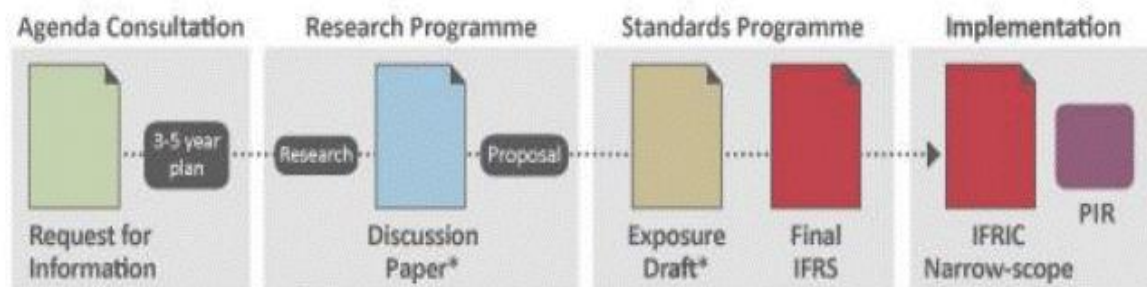 Agenda Consultation
Research Programme
Standards Programme
Implementation
3-5 year
plan
Research
Proposal
Request for
Information
Discussion
Paper*
Exposure
Draft*
Final
IFRS
IFRIC
Narrow-scope
PIR